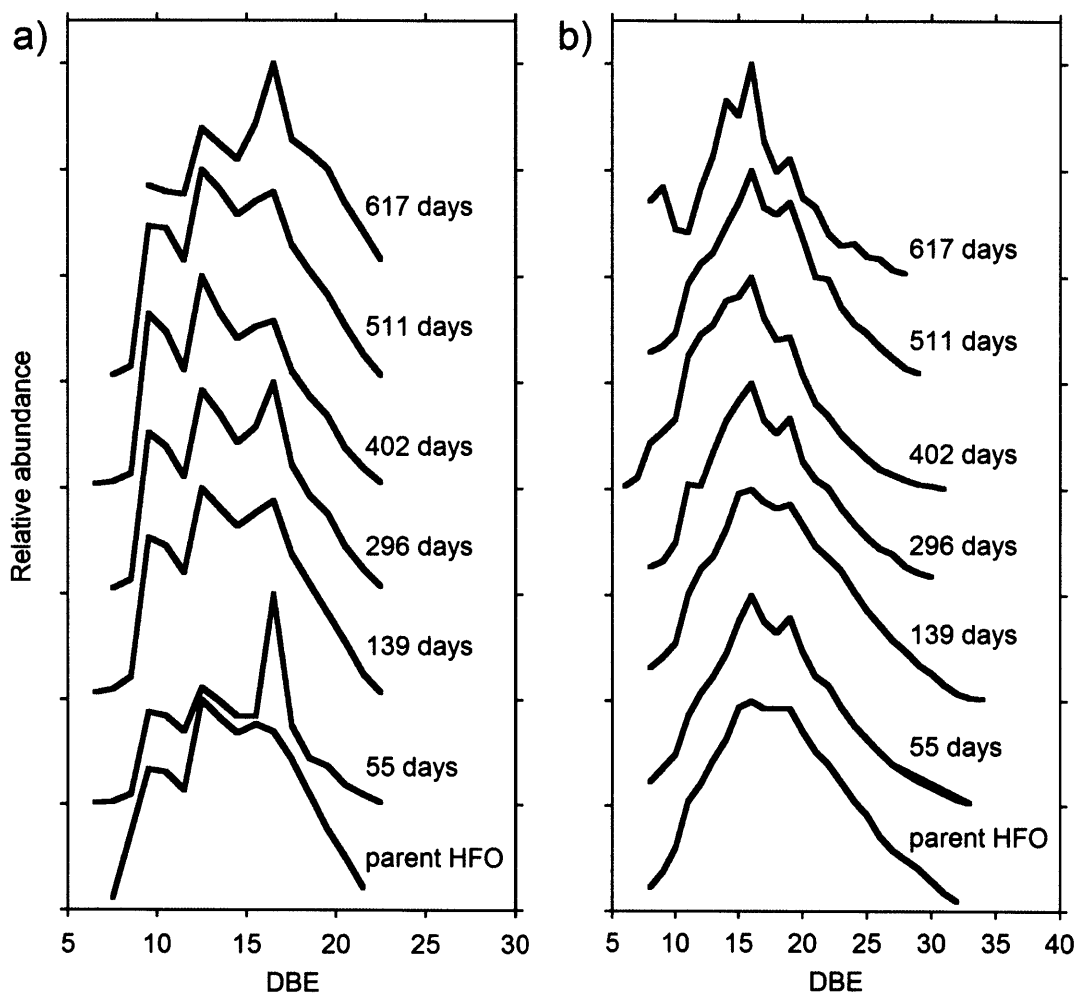 a)
617 days
511 days
402 days
296 days
139 days
55 days
parent HFO
Relative abundance
5 10 15 20 25 30
DBE
b)
617 days
511 days
402 days
296 days
139 days
55 days
parent HFO
5 10 15 20 25 30 35 40
DBE